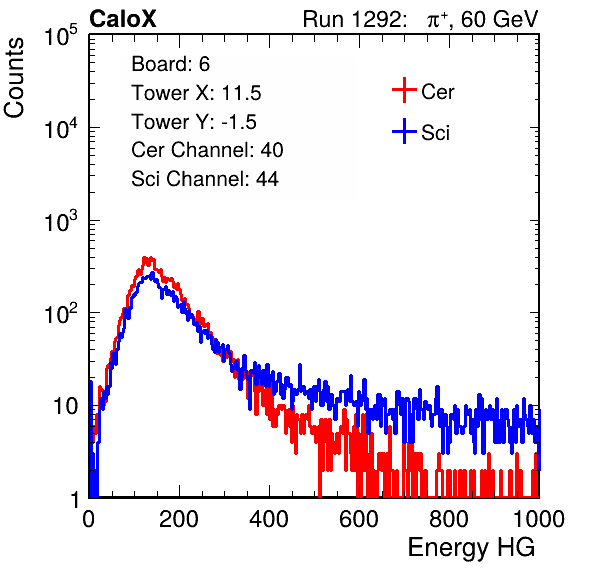 CaloX Run 1292: π⁺, 60 GeV
Counts
10⁵
10⁴
10³
10²
10
1
Board: 6
Tower X: 11.5
Tower Y: -1.5
Cer Channel: 40
Sci Channel: 44
Cer
Sci
0 200 400 600 800 1000
Energy HG